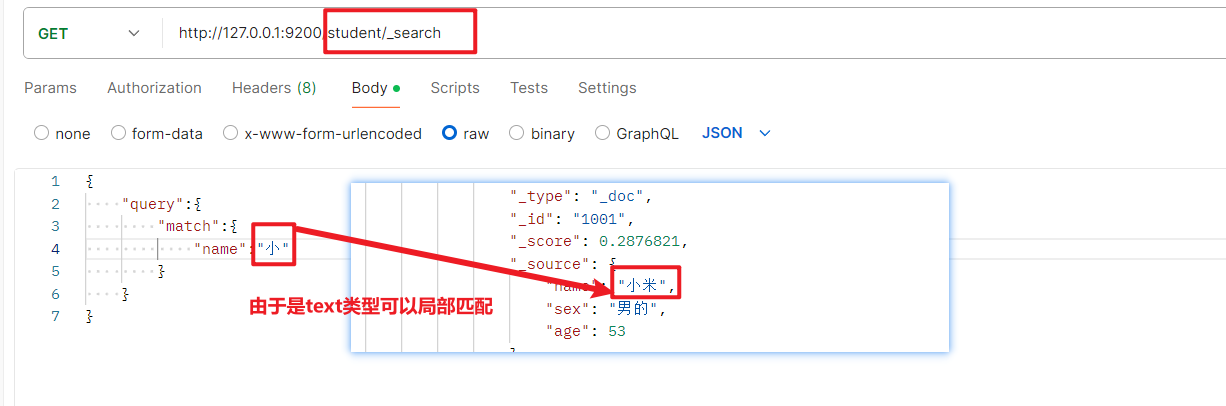 GET http://127.0.0.1:9200/student/_search
Params Authorization Headers (8) Body Scripts Tests Settings
none form-data x-www-form-urlencoded raw binary GraphQL JSON
1 {
2 "query":{
3 "match":{
4 "name":"小"
5 }
6 }
7 }
"_type": "_doc",
"_id": "1001",
"_score": 0.2876821,
"_source": {
"name": "小米",
"sex": "男的",
"age": 53
由于是text类型可以局部匹配